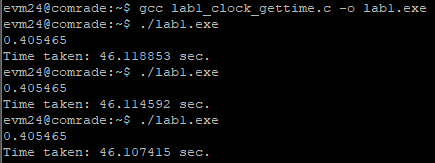 evm24@comrade:~$ gcc lab1_clock_gettime.c -o lab1.exe
evm24@comrade:~$ ./lab1.exe
0.405465
Time taken: 46.118853 sec.
evm24@comrade:~$ ./lab1.exe
0.405465
Time taken: 46.114592 sec.
evm24@comrade:~$ ./lab1.exe
0.405465
Time taken: 46.107415 sec.